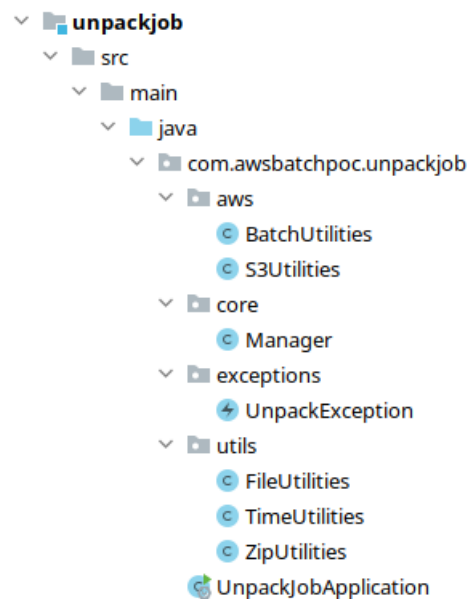 unpackjob
src
main
java
com.awsbatchpoc.unpackjob
aws
C BatchUtilities
C S3Utilities
core
C Manager
exceptions
UnpackException
utils
C FileUtilities
C TimeUtilities
C ZipUtilities
C UnpackJobApplication